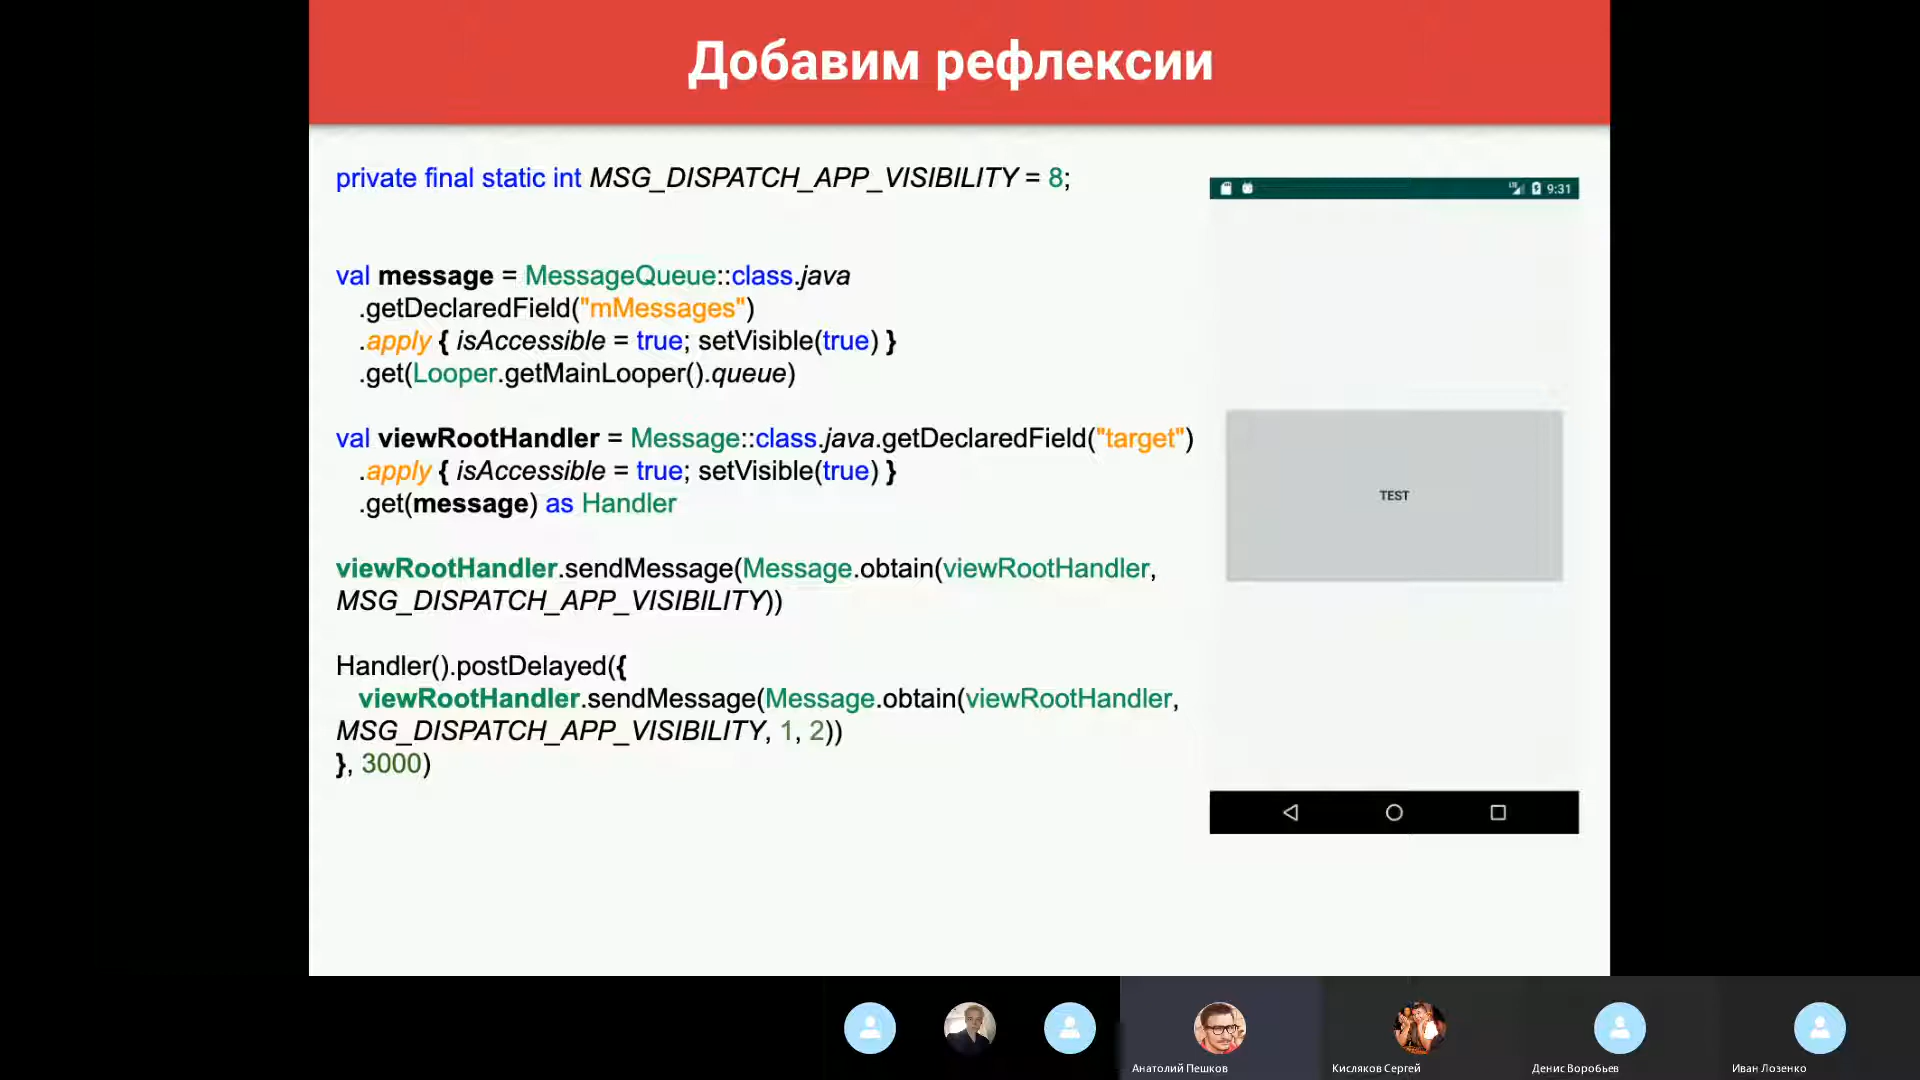 Добавим рефлексии
private final static int MSG_DISPATCH_APP_VISIBILITY = 8;
val message = MessageQueue::class.java
.getDeclaredField("mMessages")
.apply { isAccessible = true; setVisible(true) }
.get(Looper.getMainLooper().queue)
val viewRootHandler = Message::class.java.getDeclaredField("target")
.apply { isAccessible = true; setVisible(true) }
.get(message) as Handler
viewRootHandler.sendMessage(Message.obtain(viewRootHandler,
MSG_DISPATCH_APP_VISIBILITY))
Handler().postDelayed({
viewRootHandler.sendMessage(Message.obtain(viewRootHandler,
MSG_DISPATCH_APP_VISIBILITY, 1, 2))
}, 3000)
LTE 9:31
TEST
Анатолий Пешков
Кисляков Сергей
Денис Воробьев
Иван Лозенко